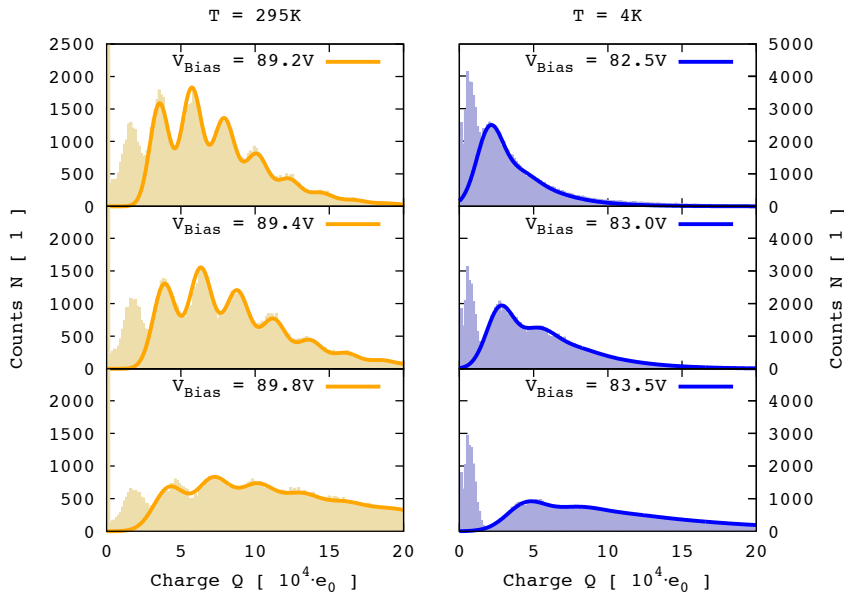 T = 295K
T = 4K
Counts N [ 1 ]
2500
2000
1500
1000
500
0
V_Bias = 89.2V
5000
4000
3000
2000
1000
0
V_Bias = 82.5V
2000
1500
1000
500
0
V_Bias = 89.4V
4000
3000
2000
1000
0
V_Bias = 83.0V
2000
1500
1000
500
0
V_Bias = 89.8V
4000
3000
2000
1000
0
V_Bias = 83.5V
Counts N [ 1 ]
0 5 10 15 20
0 5 10 15 20
Charge Q [ 10^4·e_0 ]
Charge Q [ 10^4·e_0 ]